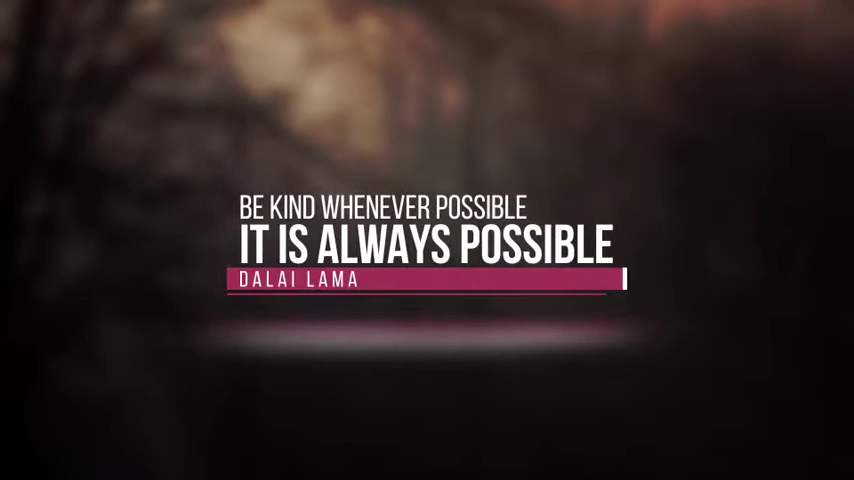 BE KIND WHENEVER POSSIBLE
IT IS ALWAYS POSSIBLE
DALAI LAMA